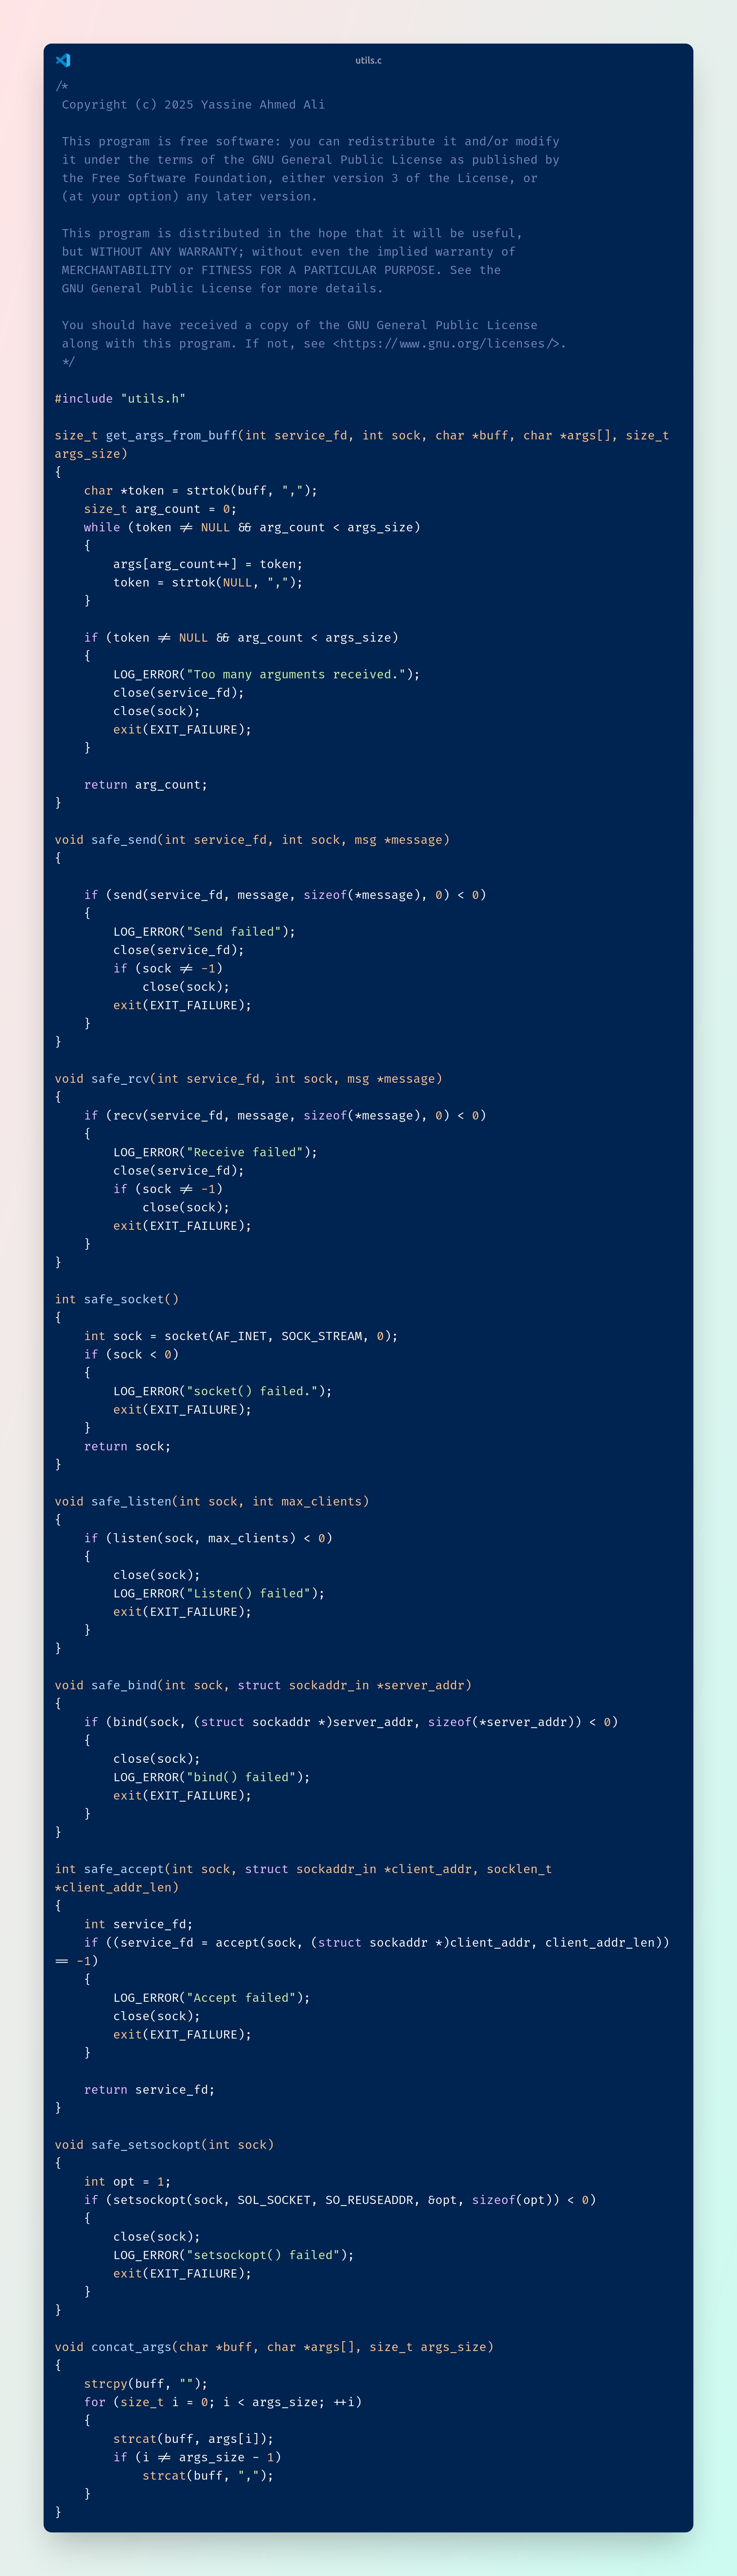 utils.c
/*
 Copyright (c) 2025 Yassine Ahmed Ali

 This program is free software: you can redistribute it and/or modify
 it under the terms of the GNU General Public License as published by
 the Free Software Foundation, either version 3 of the License, or
 (at your option) any later version.

 This program is distributed in the hope that it will be useful,
 but WITHOUT ANY WARRANTY; without even the implied warranty of
 MERCHANTABILITY or FITNESS FOR A PARTICULAR PURPOSE. See the
 GNU General Public License for more details.

 You should have received a copy of the GNU General Public License
 along with this program. If not, see <https://www.gnu.org/licenses/>.
 */

#include "utils.h"

size_t get_args_from_buff(int service_fd, int sock, char *buff, char *args[], size_t
args_size)
{
    char *token = strtok(buff, ",");
    size_t arg_count = 0;
    while (token != NULL && arg_count < args_size)
    {
        args[arg_count++] = token;
        token = strtok(NULL, ",");
    }

    if (token != NULL && arg_count < args_size)
    {
        LOG_ERROR("Too many arguments received.");
        close(service_fd);
        close(sock);
        exit(EXIT_FAILURE);
    }

    return arg_count;
}

void safe_send(int service_fd, int sock, msg *message)
{

    if (send(service_fd, message, sizeof(*message), 0) < 0)
    {
        LOG_ERROR("Send failed");
        close(service_fd);
        if (sock != -1)
            close(sock);
        exit(EXIT_FAILURE);
    }
}

void safe_rcv(int service_fd, int sock, msg *message)
{
    if (recv(service_fd, message, sizeof(*message), 0) < 0)
    {
        LOG_ERROR("Receive failed");
        close(service_fd);
        if (sock != -1)
            close(sock);
        exit(EXIT_FAILURE);
    }
}

int safe_socket()
{
    int sock = socket(AF_INET, SOCK_STREAM, 0);
    if (sock < 0)
    {
        LOG_ERROR("socket() failed.");
        exit(EXIT_FAILURE);
    }
    return sock;
}

void safe_listen(int sock, int max_clients)
{
    if (listen(sock, max_clients) < 0)
    {
        close(sock);
        LOG_ERROR("Listen() failed");
        exit(EXIT_FAILURE);
    }
}

void safe_bind(int sock, struct sockaddr_in *server_addr)
{
    if (bind(sock, (struct sockaddr *)server_addr, sizeof(*server_addr)) < 0)
    {
        close(sock);
        LOG_ERROR("bind() failed");
        exit(EXIT_FAILURE);
    }
}

int safe_accept(int sock, struct sockaddr_in *client_addr, socklen_t
*client_addr_len)
{
    int service_fd;
    if ((service_fd = accept(sock, (struct sockaddr *)client_addr, client_addr_len))
== -1)
    {
        LOG_ERROR("Accept failed");
        close(sock);
        exit(EXIT_FAILURE);
    }

    return service_fd;
}

void safe_setsockopt(int sock)
{
    int opt = 1;
    if (setsockopt(sock, SOL_SOCKET, SO_REUSEADDR, &opt, sizeof(opt)) < 0)
    {
        close(sock);
        LOG_ERROR("setsockopt() failed");
        exit(EXIT_FAILURE);
    }
}

void concat_args(char *buff, char *args[], size_t args_size)
{
    strcpy(buff, "");
    for (size_t i = 0; i < args_size; ++i)
    {
        strcat(buff, args[i]);
        if (i != args_size - 1)
            strcat(buff, ",");
    }
}